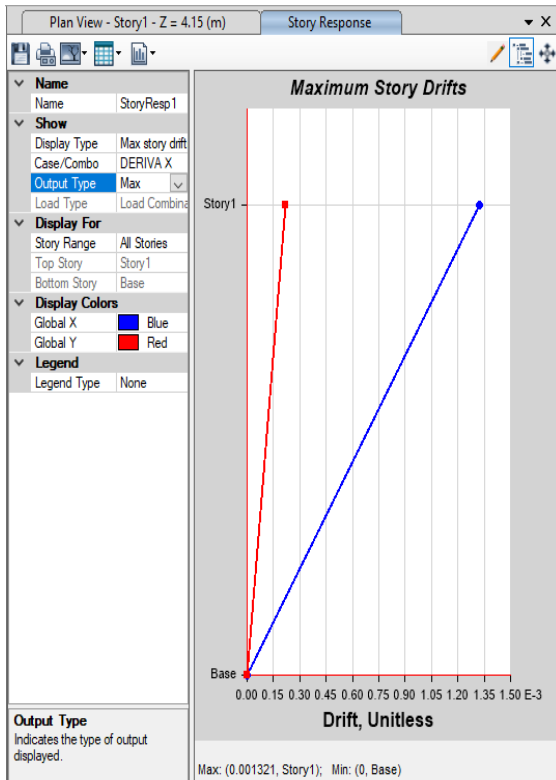 Plan View - Story1 - Z = 4.15 (m)
Story Response
Name
Name StoryResp1
Show
Display Type Max story drift
Case/Combo DERIVA X
Output Type Max
Load Type Load Combina
Display For
Story Range All Stories
Top Story Story1
Bottom Story Base
Display Colors
Global X Blue
Global Y Red
Legend
Legend Type None
Output Type
Indicates the type of output
displayed.
Maximum Story Drifts
Story1
Base
0.00 0.15 0.30 0.45 0.60 0.75 0.90 1.05 1.20 1.35 1.50 E-3
Drift, Unitless
Max: (0.001321, Story1); Min: (0, Base)